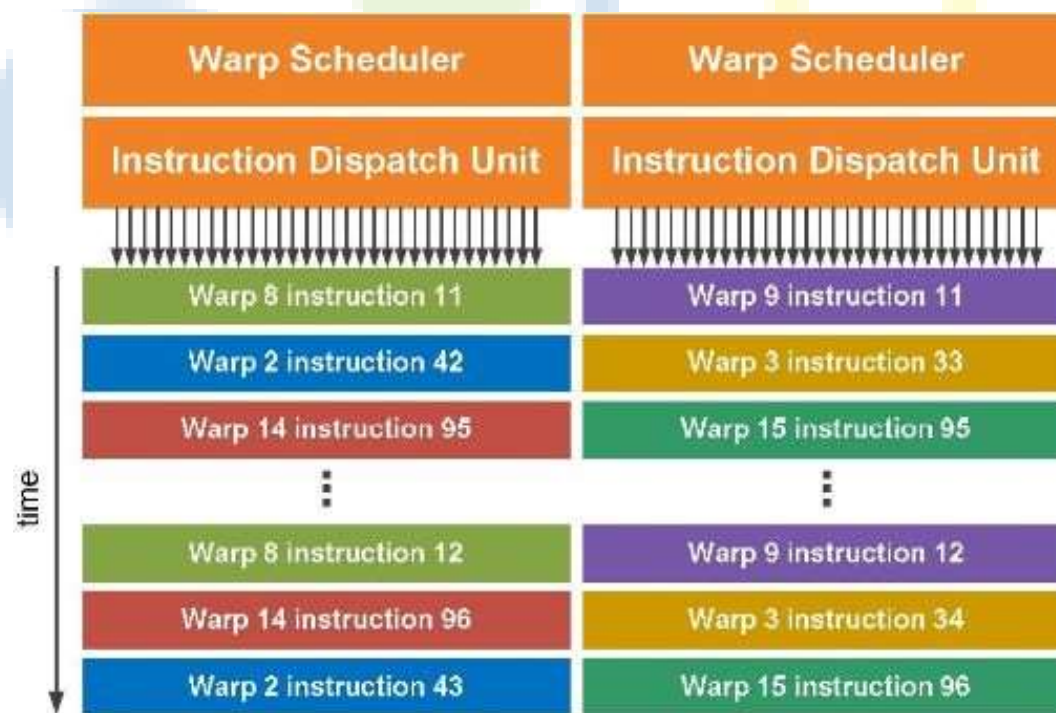 Warp Scheduler
Instruction Dispatch Unit
Warp 8 instruction 11
Warp 2 instruction 42
Warp 14 instruction 95
Warp 8 instruction 12
Warp 14 instruction 96
Warp 2 instruction 43
Warp Scheduler
Instruction Dispatch Unit
Warp 9 instruction 11
Warp 3 instruction 33
Warp 15 instruction 95
Warp 9 instruction 12
Warp 3 instruction 34
Warp 15 instruction 96
time